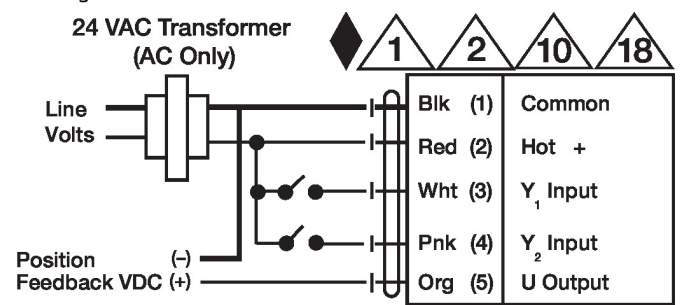 24 VAC Transformer
(AC Only)
1 2 10 18
Line
Volts
Blk (1) Common
Red (2) Hot +
Wht (3) Y1 Input
Pnk (4) Y2 Input
Org (5) U Output
Position (–)
Feedback VDC (+)